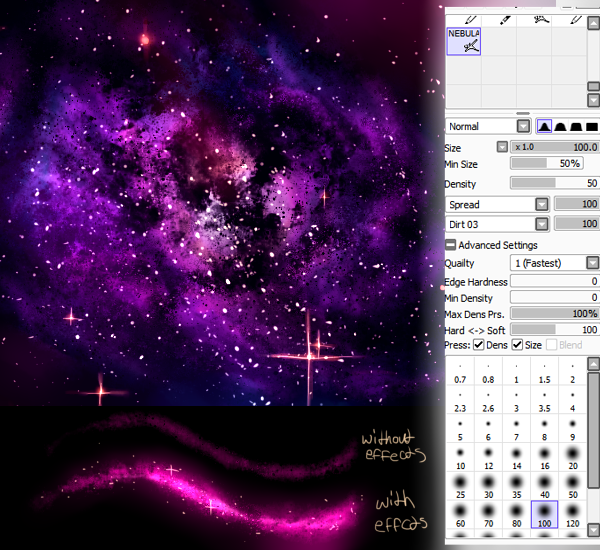 NEBULA
Normal
Size x 1.0 100.0
Min Size 50%
Density 50
Spread 100
Dirt 03 100
Advanced Settings
Quailty 1 (Fastest)
Edge Hardness 0
Min Density 0
Max Dens Prs. 100%
Hard <-> Soft 100
Press: Dens Size Blend
0.7 0.8 1 1.5 2
2.3 2.6 3 3.5 4
5 6 7 8 9
10 12 14 16 20
25 30 35 40 50
60 70 80 100 120
without
effecats
with
effcats